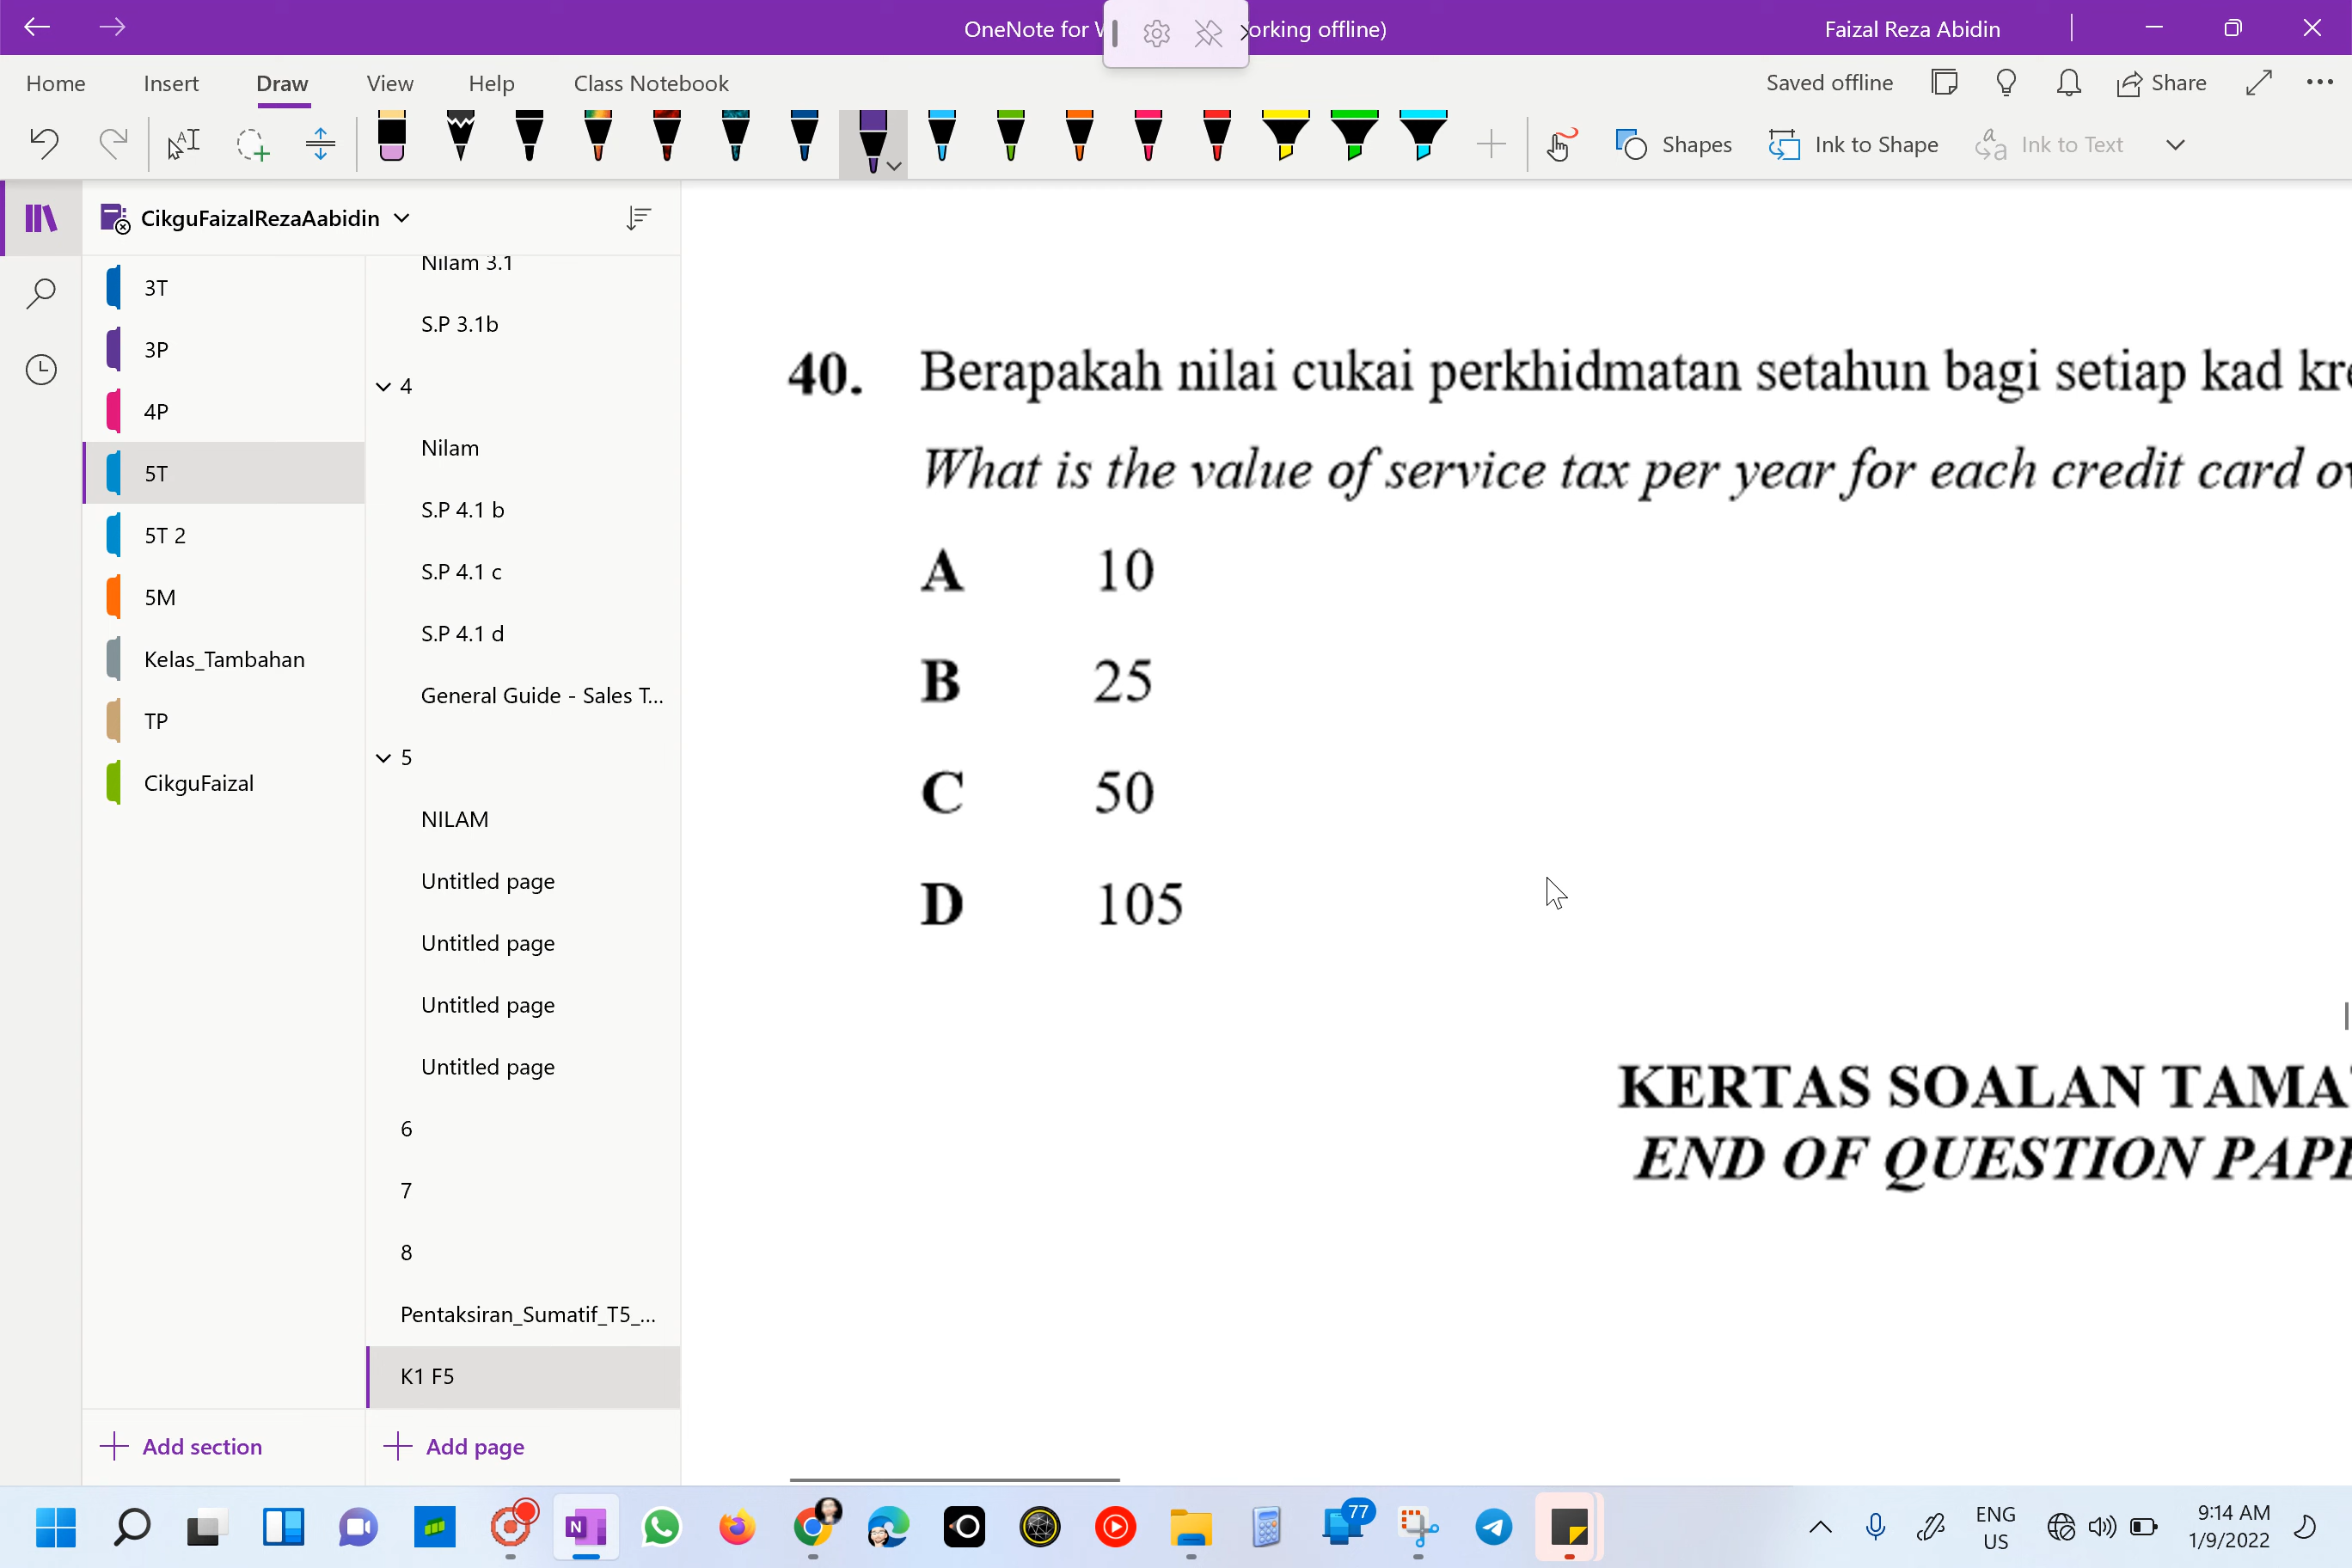 OneNote for
orking offline)
Faizal Reza Abidin
Home
Insert
Draw
View
Help
Class Notebook
Saved offline
Share
Shapes
Ink to Shape
Ink to Text
CikguFaizalRezaAabidin
3T
3P
4P
5T
5T 2
5M
Kelas_Tambahan
TP
CikguFaizal
Add section
Nilam 3.1
S.P 3.1b
4
Nilam
S.P 4.1 b
S.P 4.1 c
S.P 4.1 d
General Guide - Sales T...
5
NILAM
Untitled page
Untitled page
Untitled page
Untitled page
6
7
8
Pentaksiran_Sumatif_T5_...
K1 F5
Add page
40. Berapakah nilai cukai perkhidmatan setahun bagi setiap kad kre
What is the value of service tax per year for each credit card ov
A 10
B 25
C 50
D 105
KERTAS SOALAN TAMA
END OF QUESTION PAP
77
ENG
US
9:14 AM
1/9/2022